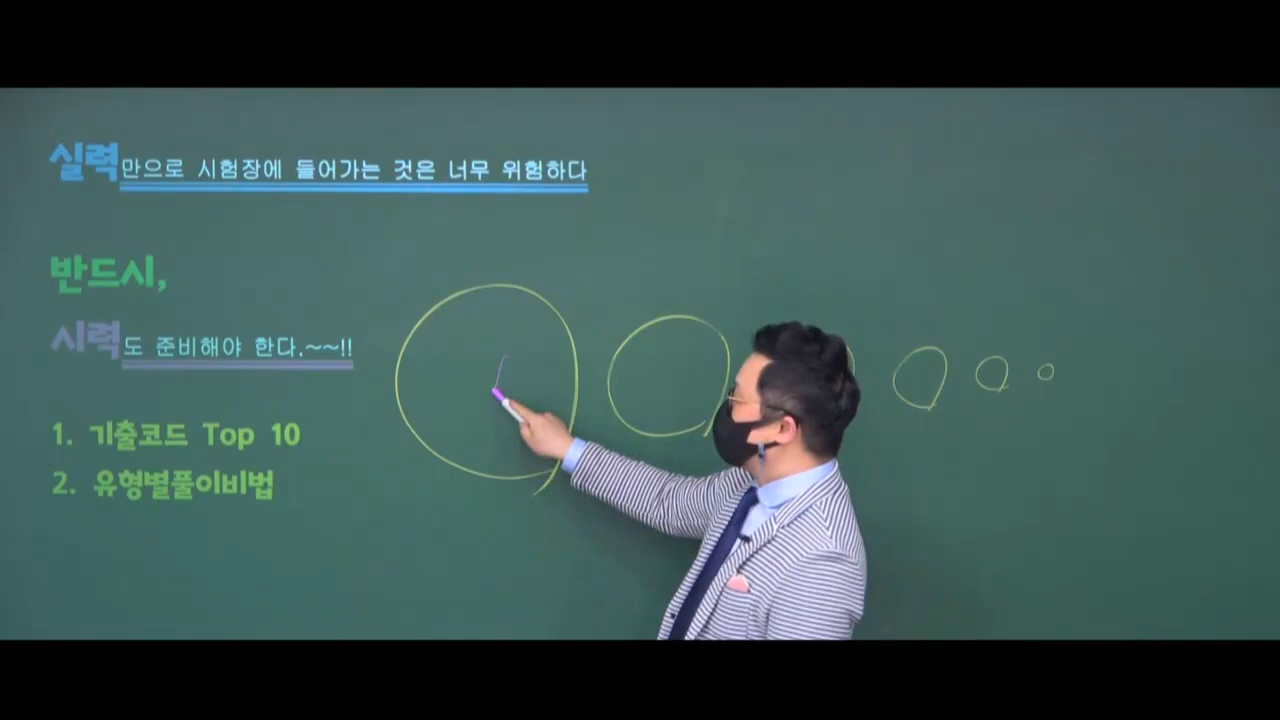 실력만으로 시험장에 들어가는 것은 너무 위험하다
반드시,
시력도 준비해야 한다.~~!!
1. 기출코드 Top 10
2. 유형별풀이비법